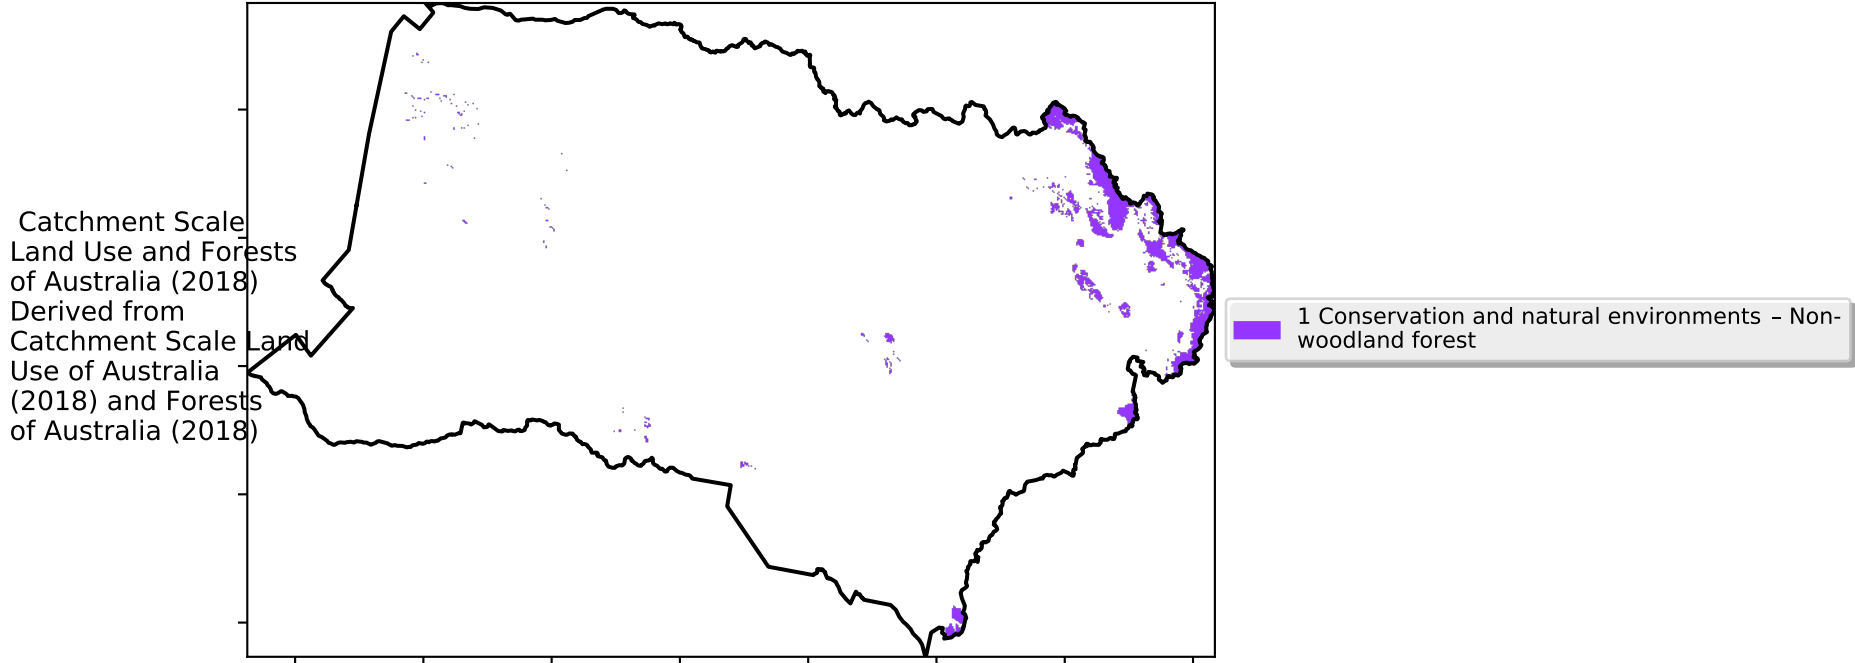 Catchment Scale
Land Use and Forests
of Australia (2018)
Derived from
Catchment Scale Land
Use of Australia
(2018) and Forests
of Australia (2018)
1 Conservation and natural environments – Non-
woodland forest